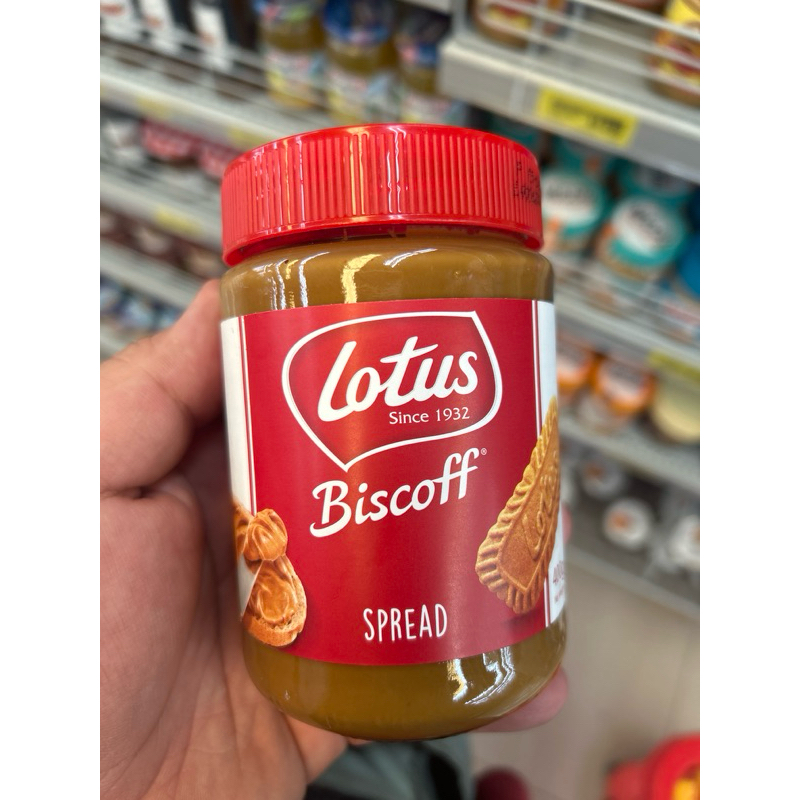 Lotus
Since 1932
Biscoff®
SPREAD